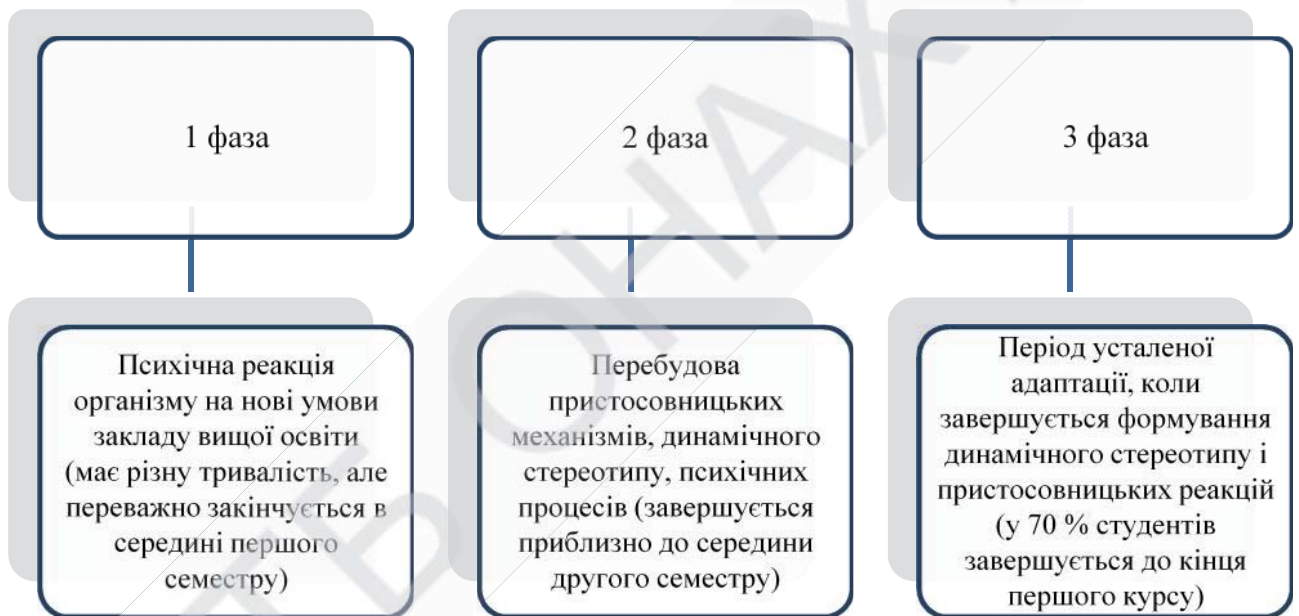 1 фаза
2 фаза
3 фаза
Психічна реакція
організму на нові умови
закладу вищої освіти
(має різну тривалість, але
переважно закінчується в
середині першого
семестру)
Перебудова
пристосовницьких
механізмів, динамічного
стереотипу, психічних
процесів (завершується
приблизно до середини
другого семестру)
Період усталеної
адаптації, коли
завершується формування
динамічного стереотипу і
пристосовницьких реакцій
(у 70 % студентів
завершується до кінця
першого курсу)